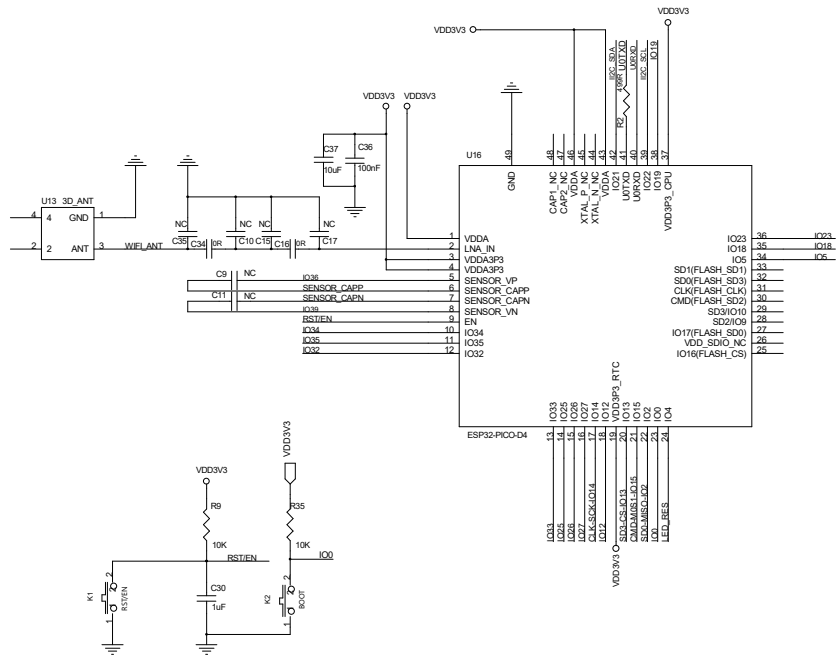 VDD3V3
VDD3V3
I2C_SDA
499R
U0TXD
U0RXD
I2C_SCL
IO19
R2
VDD3V3
VDD3V3
C37
10uF
C36
100nF
U16
49
48
47
46
45
44
43
42
41
40
39
38
37
GND
CAP1_NC
CAP2_NC
VDDA
XTAL_P_NC
XTAL_N_NC
VDDA
IO21
U0TXD
U0RXD
IO22
IO19
VDD3P3_CPU
U13 3D_ANT
4 4 GND 1
2 2 ANT 3
WIFI_ANT
NC
C35
C34
0R
NC
C10
NC
C15
C16
0R
NC
C17
C9 NC
C11 NC
IO36
SENSOR_CAPP
SENSOR_CAPN
IO39
RST/EN
IO34
IO35
IO32
1 VDDA
2 LNA_IN
3 VDDA3P3
4 VDDA3P3
5 SENSOR_VP
6 SENSOR_CAPP
7 SENSOR_CAPN
8 SENSOR_VN
9 EN
10 IO34
11 IO35
12 IO32
IO23 36 IO23
IO18 35 IO18
IO5 34 IO5
SD1(FLASH_SD1) 33
SD0(FLASH_SD3) 32
CLK(FLASH_CLK) 31
CMD(FLASH_SD2) 30
SD3/IO10 29
SD2/IO9 28
IO17(FLASH_SD0) 27
VDD_SDIO_NC 26
IO16(FLASH_CS) 25
IO33
IO25
IO26
IO27
IO14
IO12
VDD3P3_RTC
IO13
IO15
IO2
IO0
IO4
ESP32-PICO-D4
13
14
15
16
17
18
19
20
21
22
23
24
IO33
IO25
IO26
IO27
CLK-SCK-IO14
IO12
VDD3V3
SD3-CS-IO13
CMD-M0S1-IO15
SD0-MISO-IO2
IO0
LED_RES
VDD3V3
VDD3V3
R9
10K
R35
10K
RST/EN
IO0
K1
2
1
RST/EN
C30
1uF
K2
2
1
BOOT